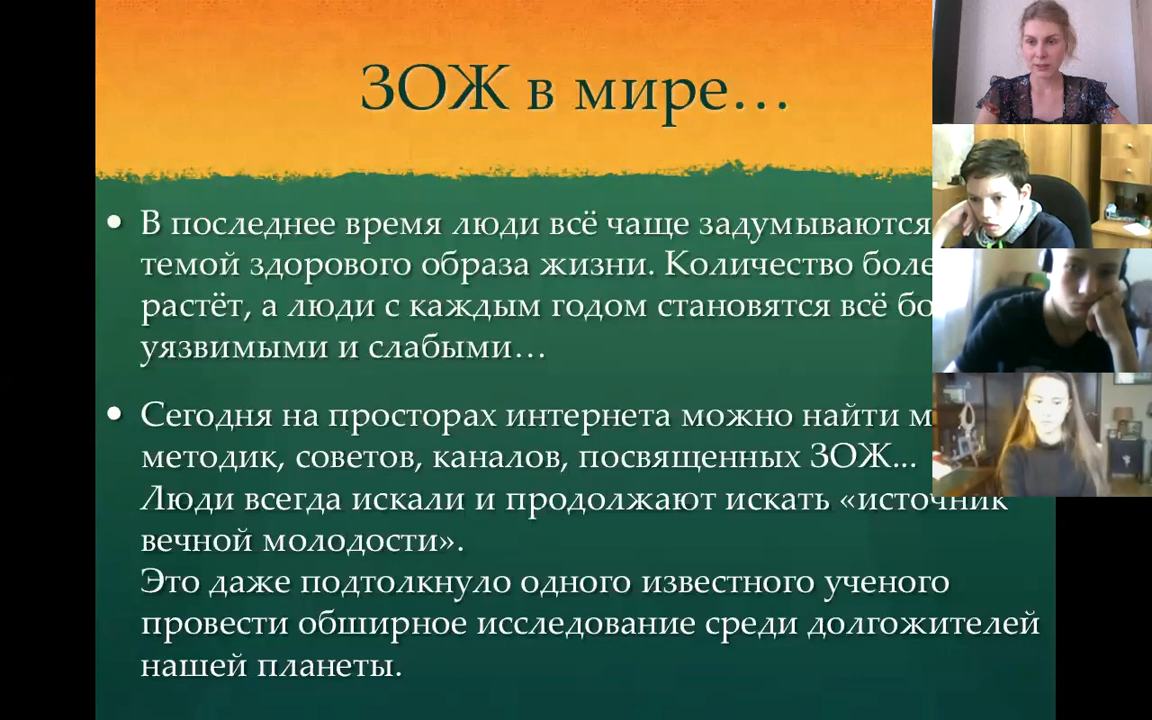 ЗОЖ в мире...
• В последнее время люди всё чаще задумываются
темой здорового образа жизни. Количество
растёт, а люди с каждым годом становятся всё
уязвимыми и слабыми...
• Сегодня на просторах интернета можно найти
методик, советов, каналов, посвященных ЗОЖ...
Люди всегда искали и продолжают искать «источник
вечной молодости».
Это даже подтолкнуло одного известного ученого
провести обширное исследование среди долгожителей
нашей планеты.